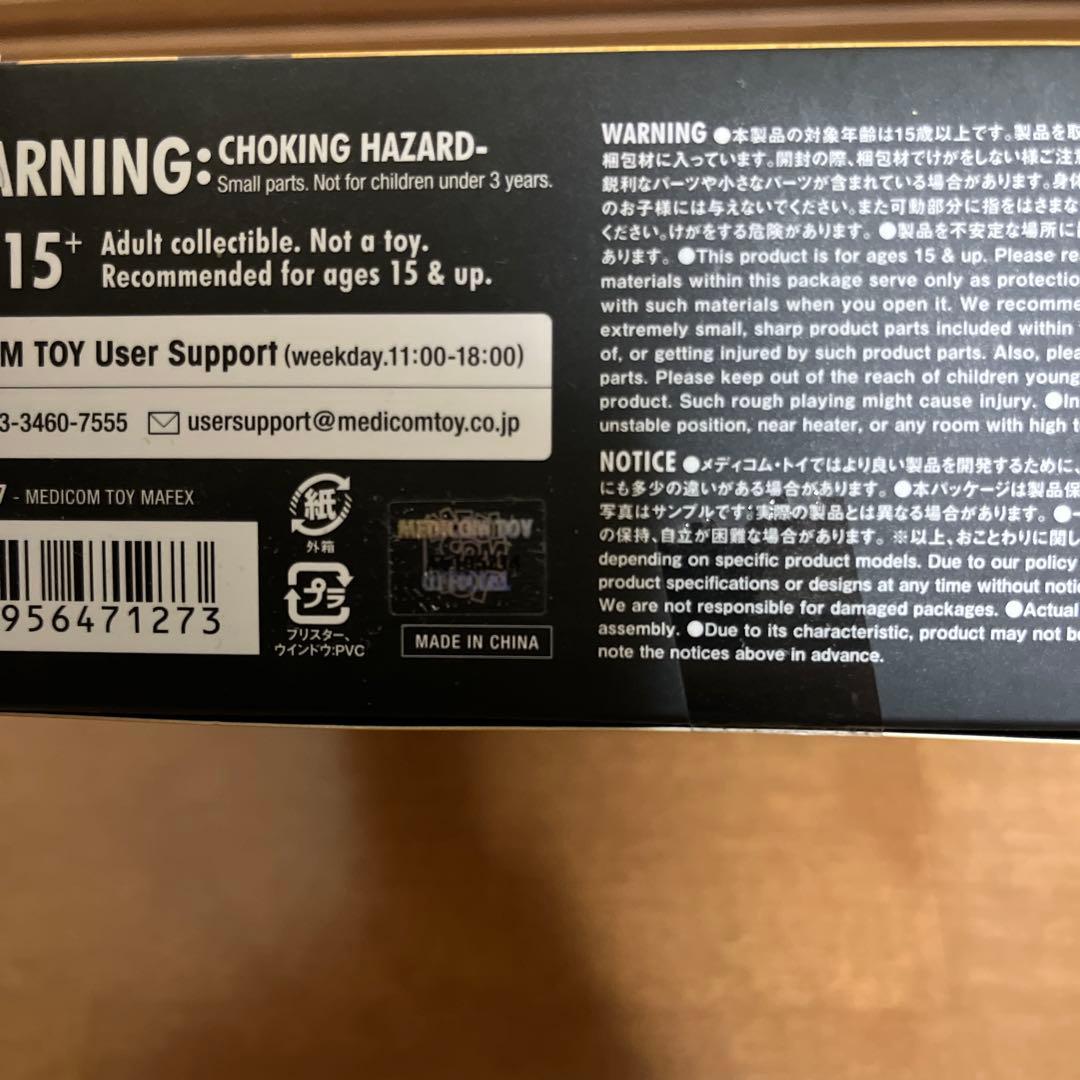 ARNING: CHOKING HAZARD-
Small parts. Not for children under 3 years.
15+ Adult collectible. Not a toy.
Recommended for ages 15 & up.
M TOY User Support (weekday.11:00-18:00)
3-3460-7555 usersupport@medicomtoy.co.jp
7 - MEDICOM TOY MAFEX
956471273
紙
外箱
プラ
ブリスター、
ウインドウ:PVC
MEDICOM TOY
OFFICIAL
MADE IN CHINA
WARNING ●本製品の対象年齢は15歳以上です。製品を取
梱包材に入っています。開封の際、梱包材でけがをしない様ご注意
鋭利なパーツや小さなパーツが含まれている場合があります。身体
のお子様には与えないでください。また可動部分に指をはさまな
ください。けがをする危険があります。●製品を不安定な場所に
あります。●This product is for ages 15 & up. Please re
materials within this package serve only as protectio
with such materials when you open it. We recomme
extremely small, sharp product parts included within
of, or getting injured by such product parts. Also, plea
parts. Please keep out of the reach of children young
product. Such rough playing might cause injury. ●In
unstable position, near heater, or any room with high t
NOTICE ●メディコム・トイではより良い製品を開発するために、
にも多少の違いがある場合があります。●本パッケージは製品保
写真はサンプルです。実際の製品とは異なる場合があります。●一
の保持、自立が困難な場合があります。※以上、おことわりに関し
depending on specific product models. Due to our policy
product specifications or designs at any time without notic
We are not responsible for damaged packages. ●Actual
assembly. ●Due to its characteristic, product may not be
note the notices above in advance.